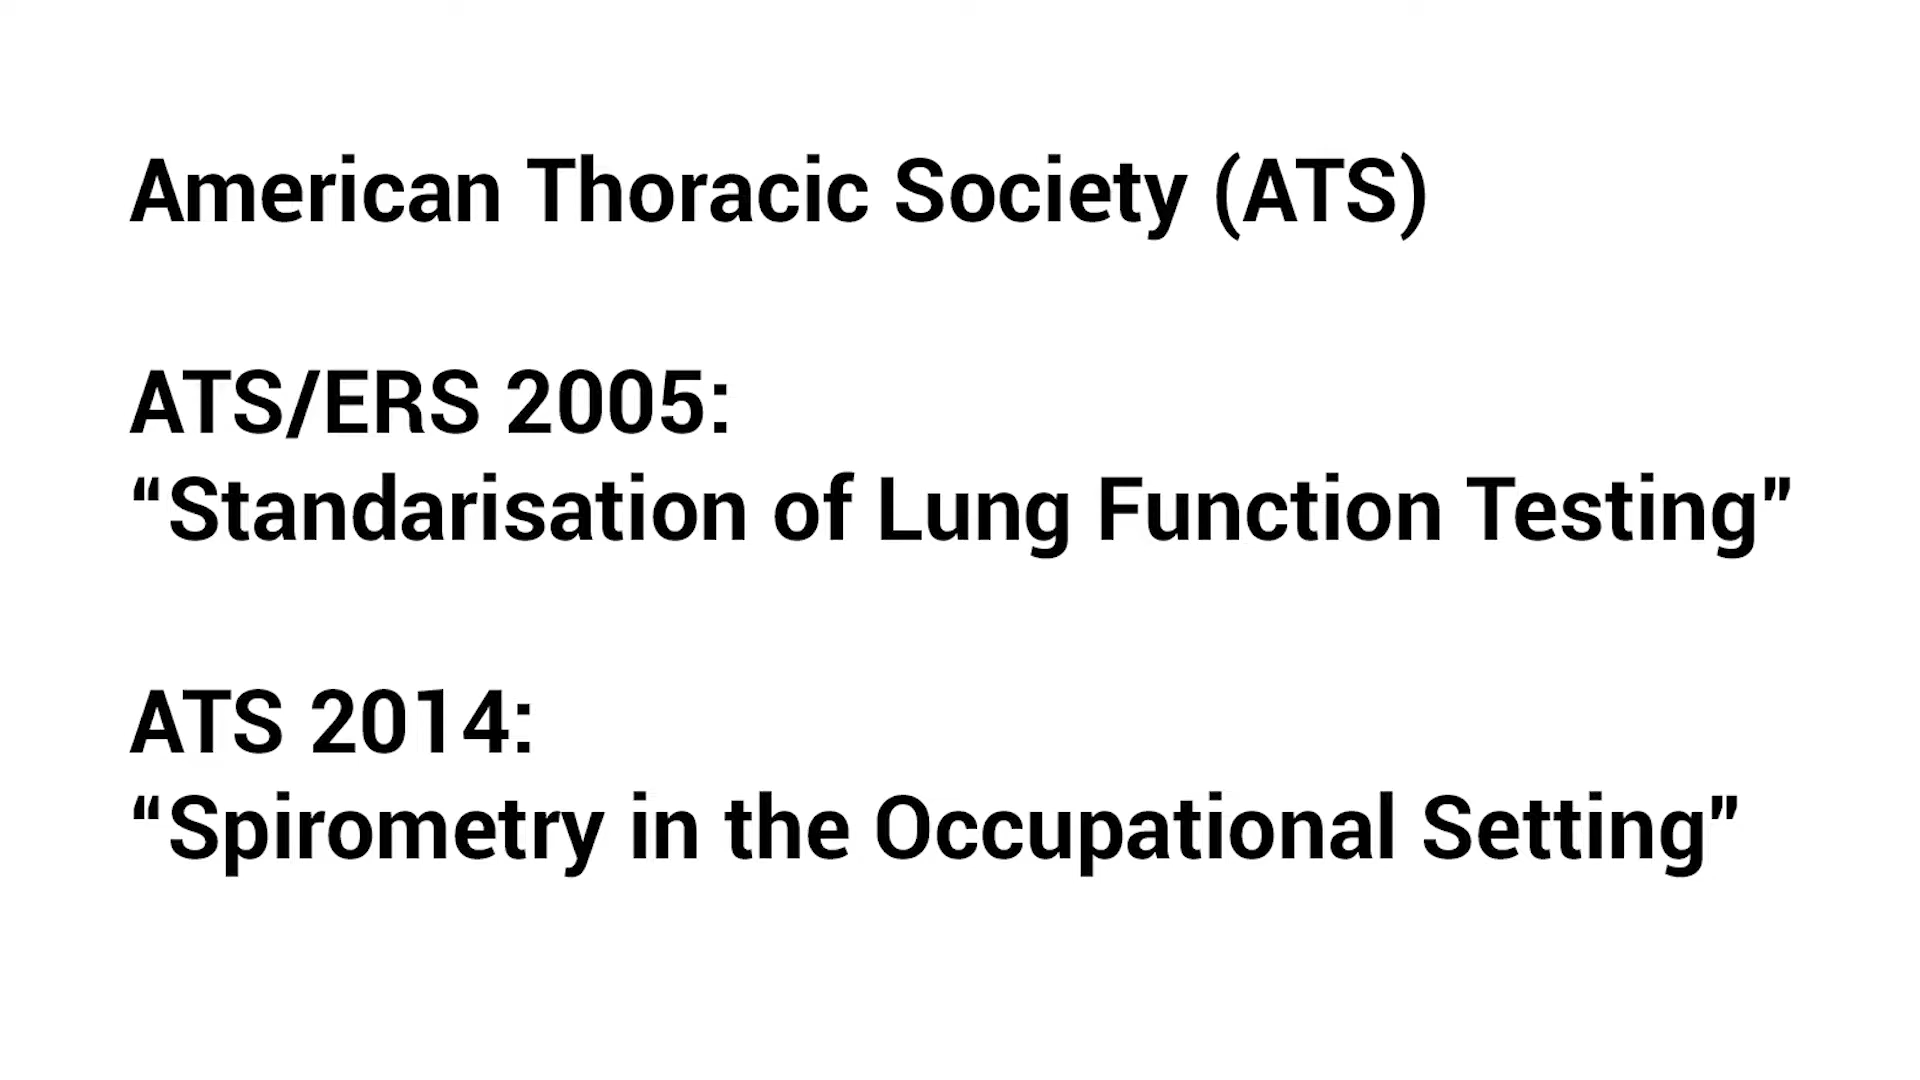 American Thoracic Society (ATS)
ATS/ERS 2005:
“Standarisation of Lung Function Testing”
ATS 2014:
“Spirometry in the Occupational Setting”